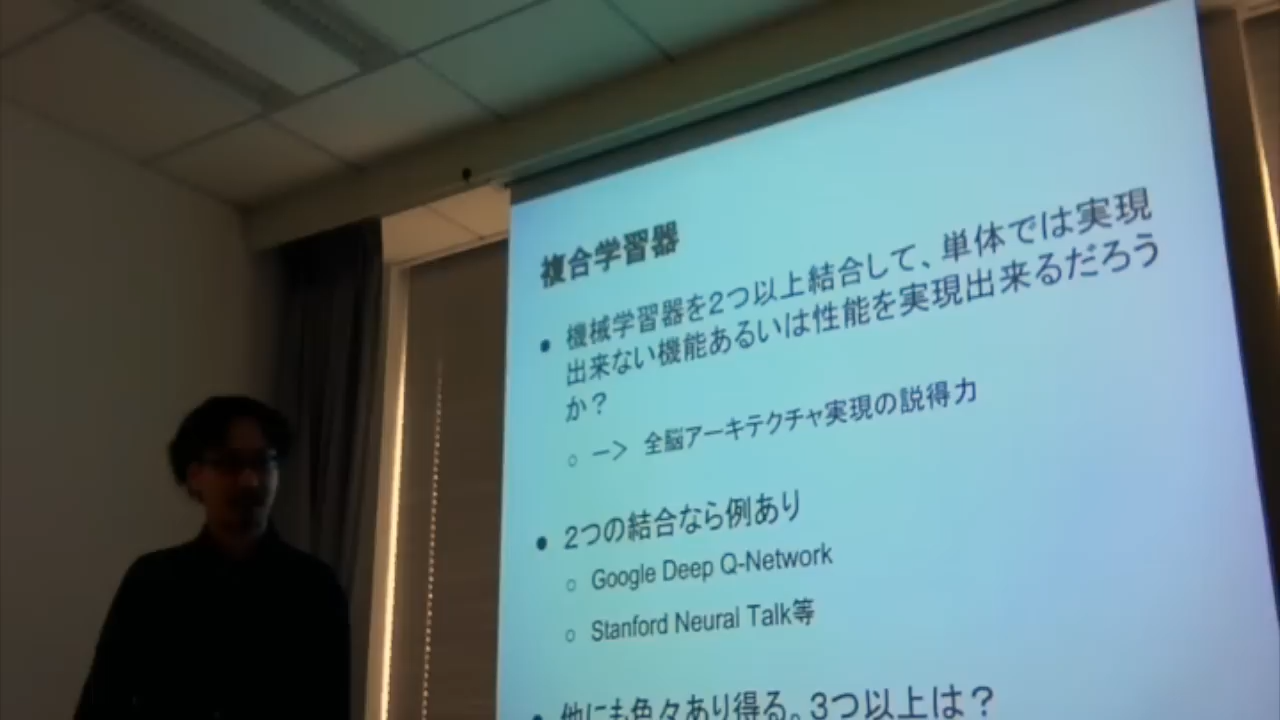 複合学習器
● 機械学習器を2つ以上結合して、単体では実現
出来ない機能あるいは性能を実現出来るだろう
か？
○ ー＞ 全脳アーキテクチャ実現の説得力
● 2つの結合なら例あり
○ Google Deep Q-Network
○ Stanford Neural Talk等
● 他にも色々あり得る。3つ以上は？